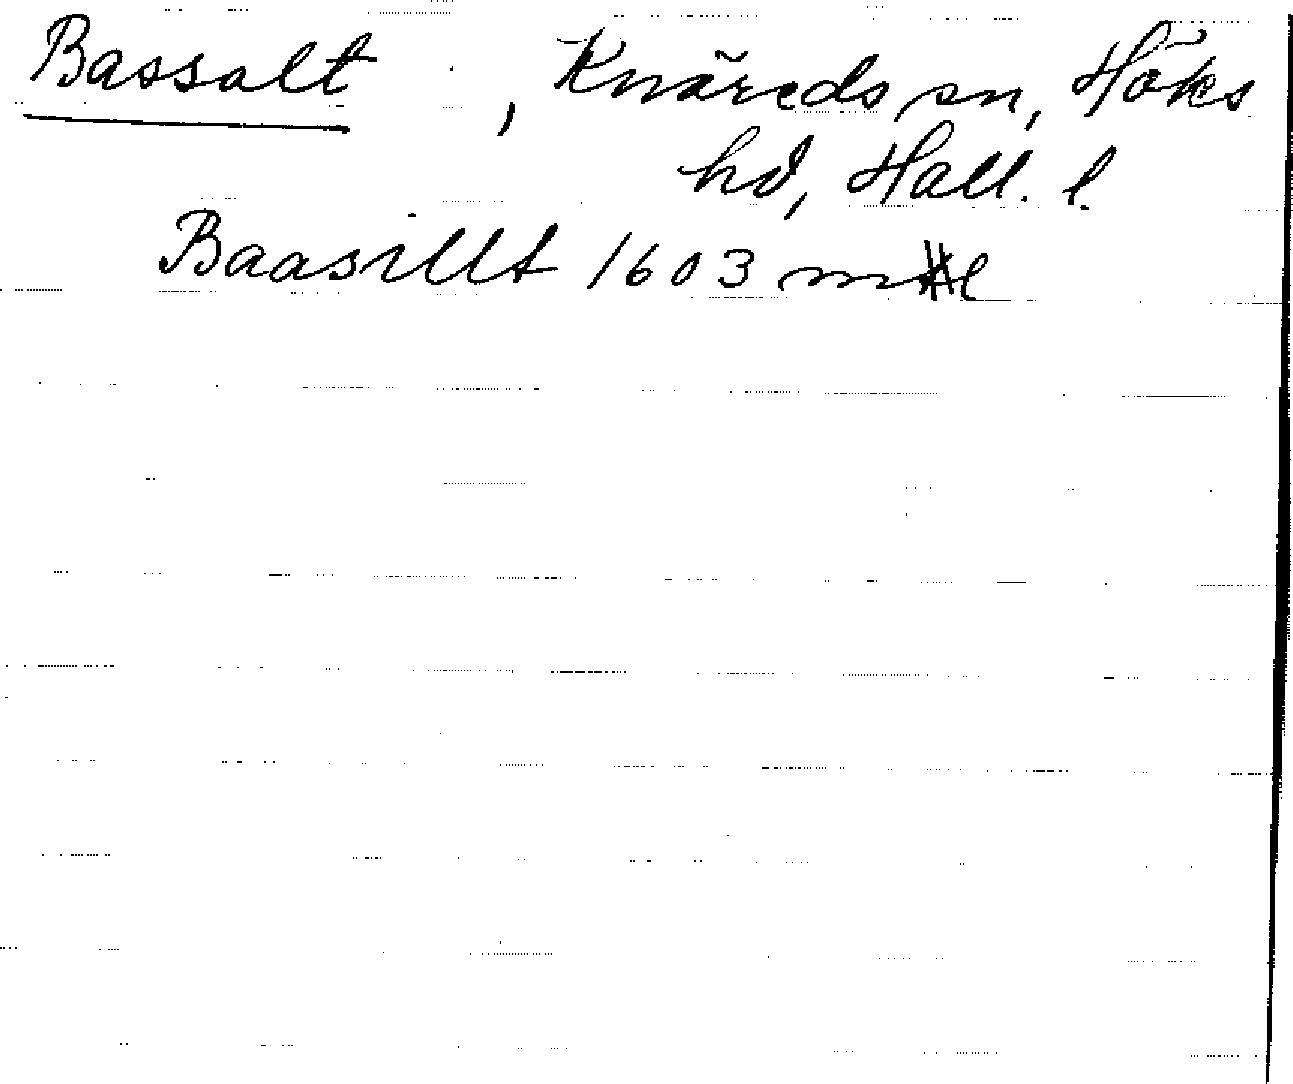 Bassalt , Knäreds sn, Höks
hd, Hall. l.
Baasillt 1603